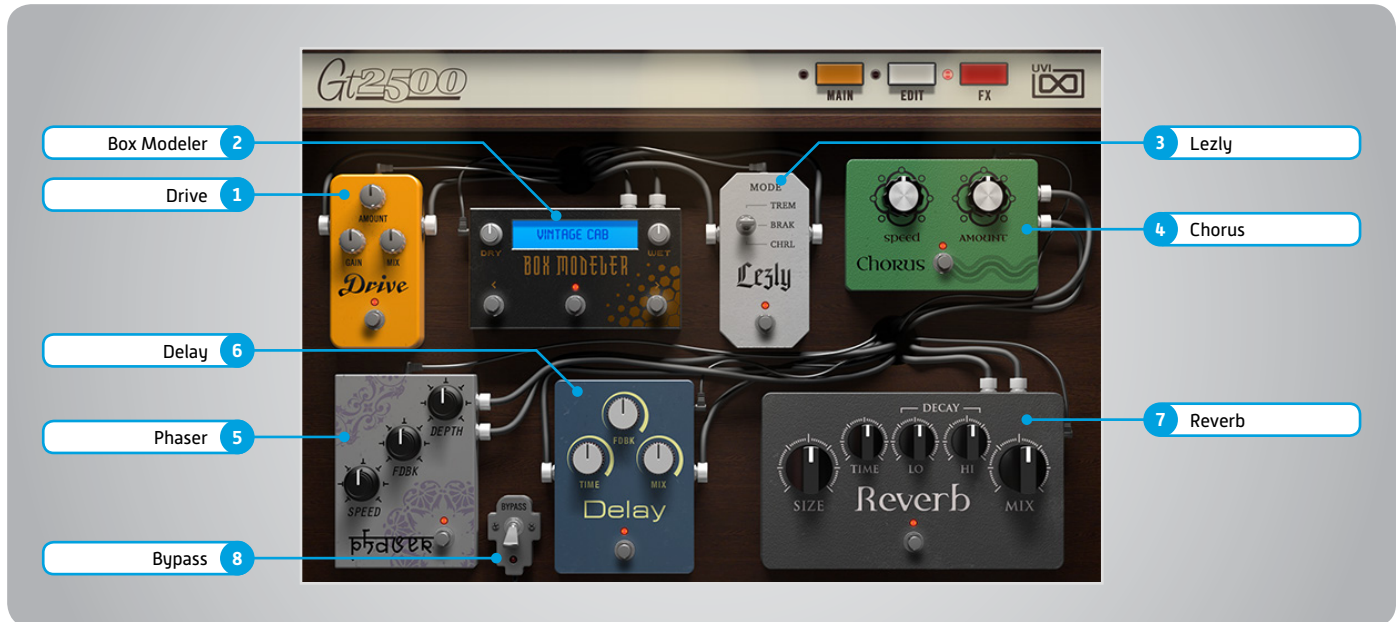 Gt2500
UVI
MAIN
EDIT
FX
Box Modeler 2
Drive 1
3 Lezly
4 Chorus
AMOUNT
GAIN
MIX
Drive
VINTAGE CAB
DRY
WET
BOX MODELER
<
>
MODE
TREM
BRAK
CHRL
Lezly
speed
AMOUNT
Chorus
Delay 6
Phaser 5
Bypass 8
7 Reverb
DEPTH
FDBK
SPEED
phaser
BYPASS
FDBK
TIME
MIX
Delay
DECAY
TIME
LO
HI
SIZE
MIX
Reverb